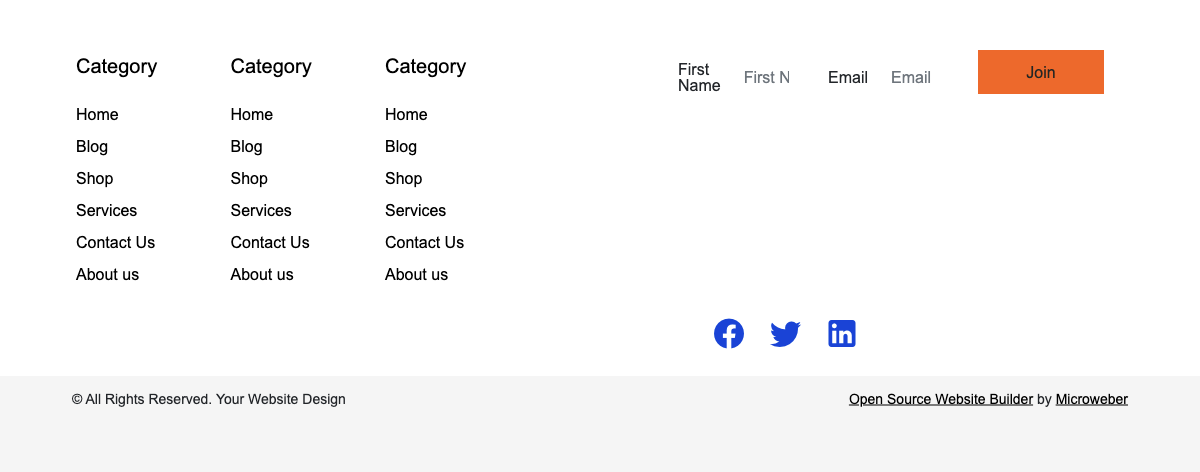 Category
Home
Blog
Shop
Services
Contact Us
About us
Category
Home
Blog
Shop
Services
Contact Us
About us
Category
Home
Blog
Shop
Services
Contact Us
About us
First
Name
First N
Email
Email
Join
© All Rights Reserved. Your Website Design
Open Source Website Builder by Microweber